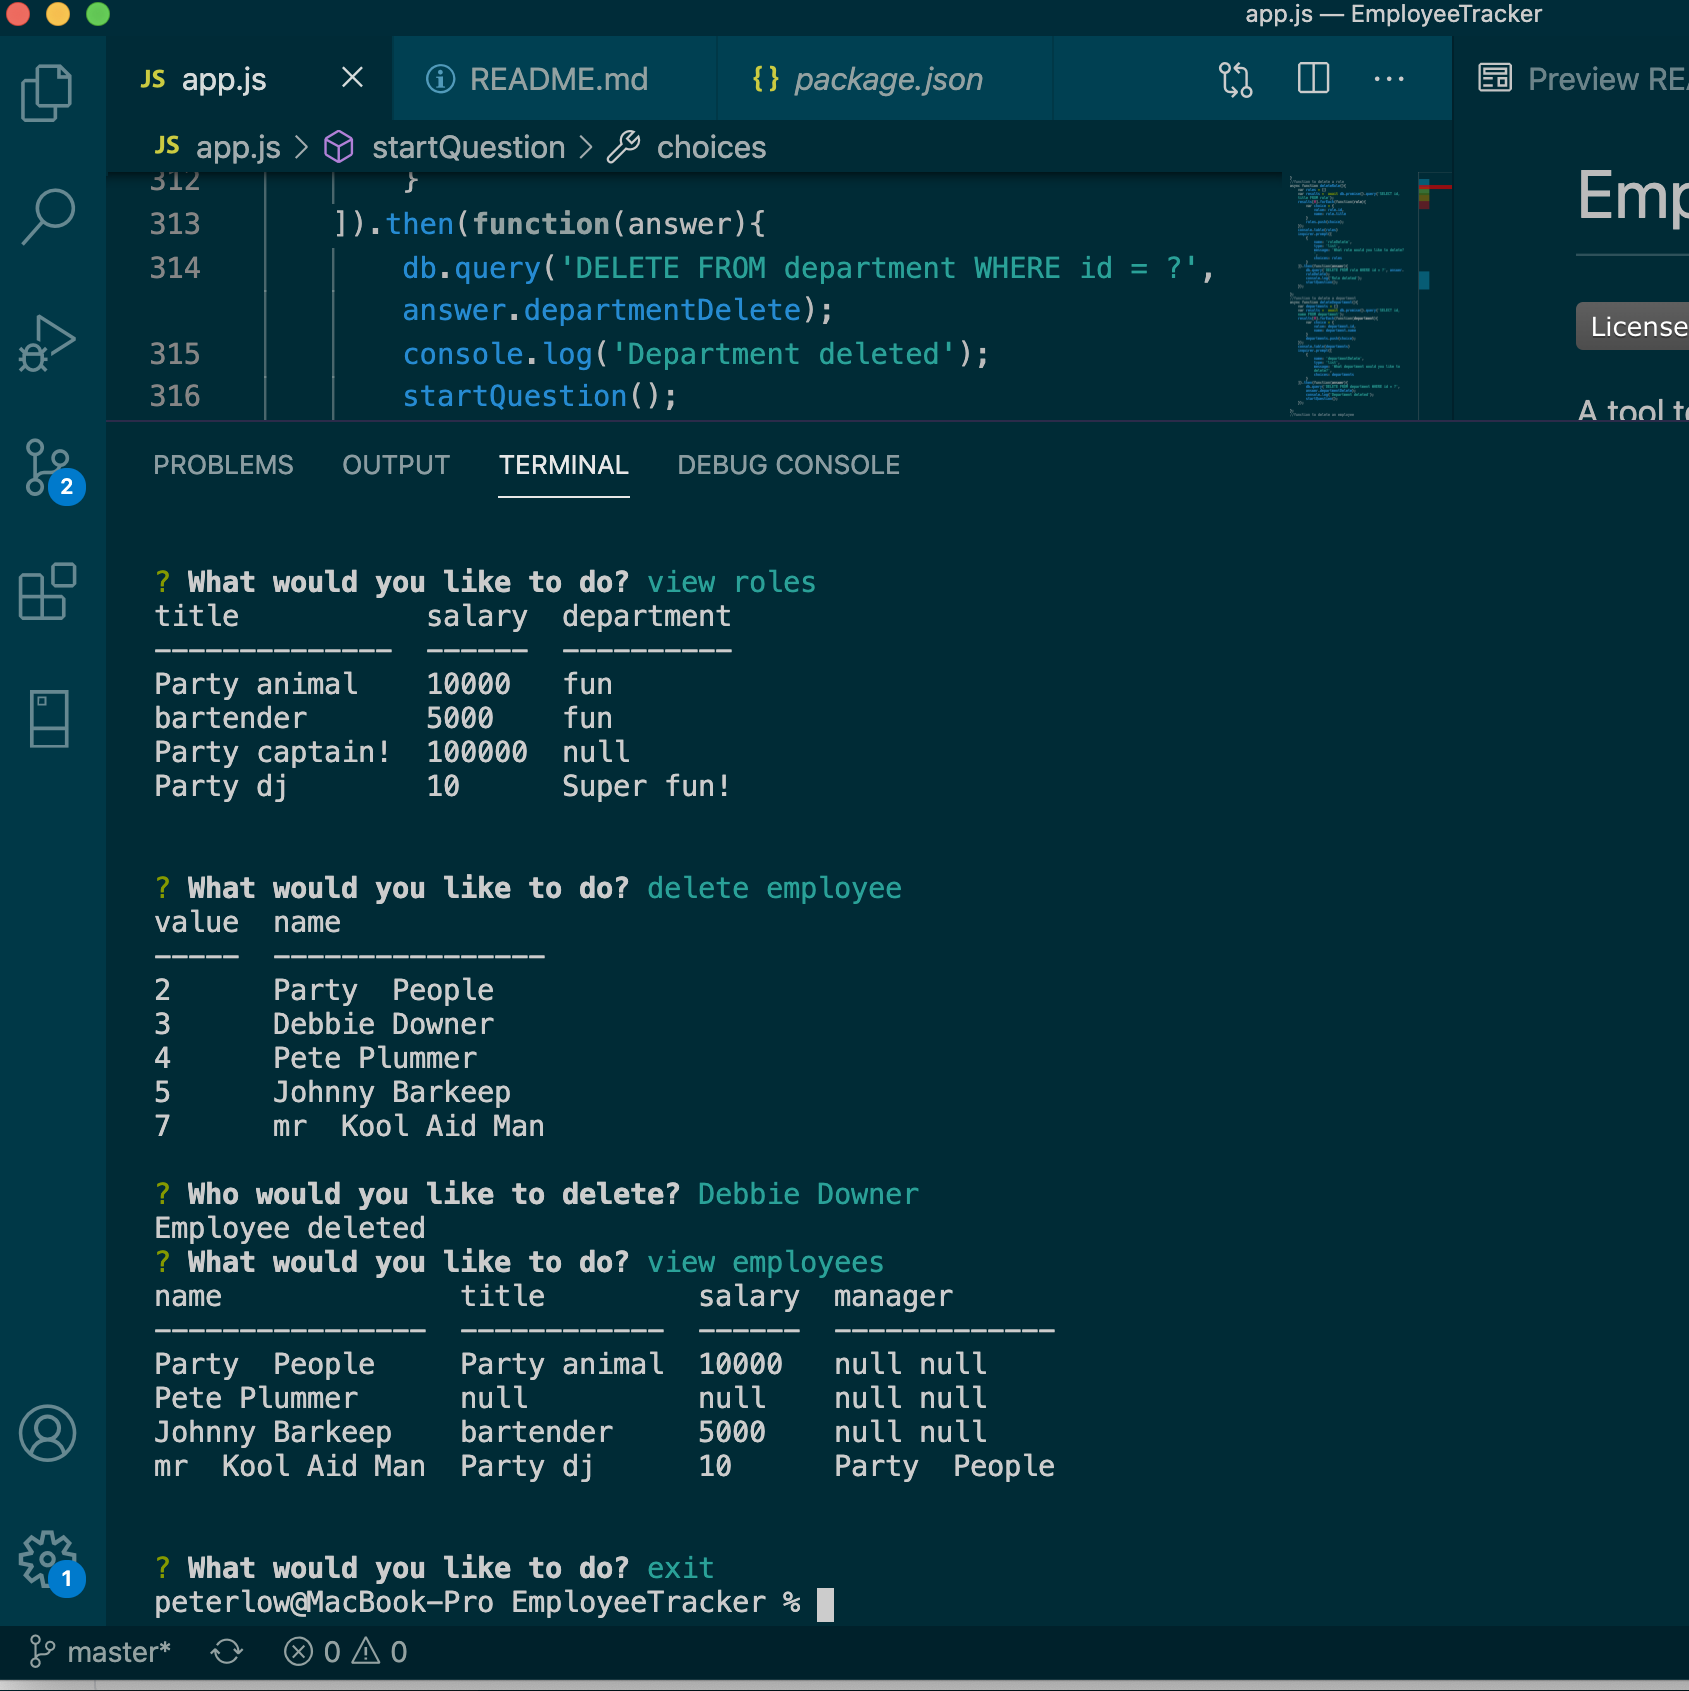 app.js — EmployeeTracker
JS app.js
README.md
{} package.json
Preview REA
JS app.js > startQuestion > choices
312 }
313 ]).then(function(answer){
314 db.query('DELETE FROM department WHERE id = ?',
answer.departmentDelete);
315 console.log('Department deleted');
316 startQuestion();
Emp
License
A tool to
PROBLEMS OUTPUT TERMINAL DEBUG CONSOLE
2
? What would you like to do? view roles
title salary department
-------------- ------ ----------
Party animal 10000 fun
bartender 5000 fun
Party captain! 100000 null
Party dj 10 Super fun!
? What would you like to do? delete employee
value name
----- ----------------
2 Party  People
3 Debbie Downer
4 Pete Plummer
5 Johnny Barkeep
7 mr  Kool Aid Man
? Who would you like to delete? Debbie Downer
Employee deleted
? What would you like to do? view employees
name title salary manager
---------------- ------------ ------ -------------
Party  People Party animal 10000 null null
Pete Plummer null null null null
Johnny Barkeep bartender 5000 null null
mr  Kool Aid Man Party dj 10 Party  People
? What would you like to do? exit
1
peterlow@MacBook-Pro EmployeeTracker %
master* 0 0